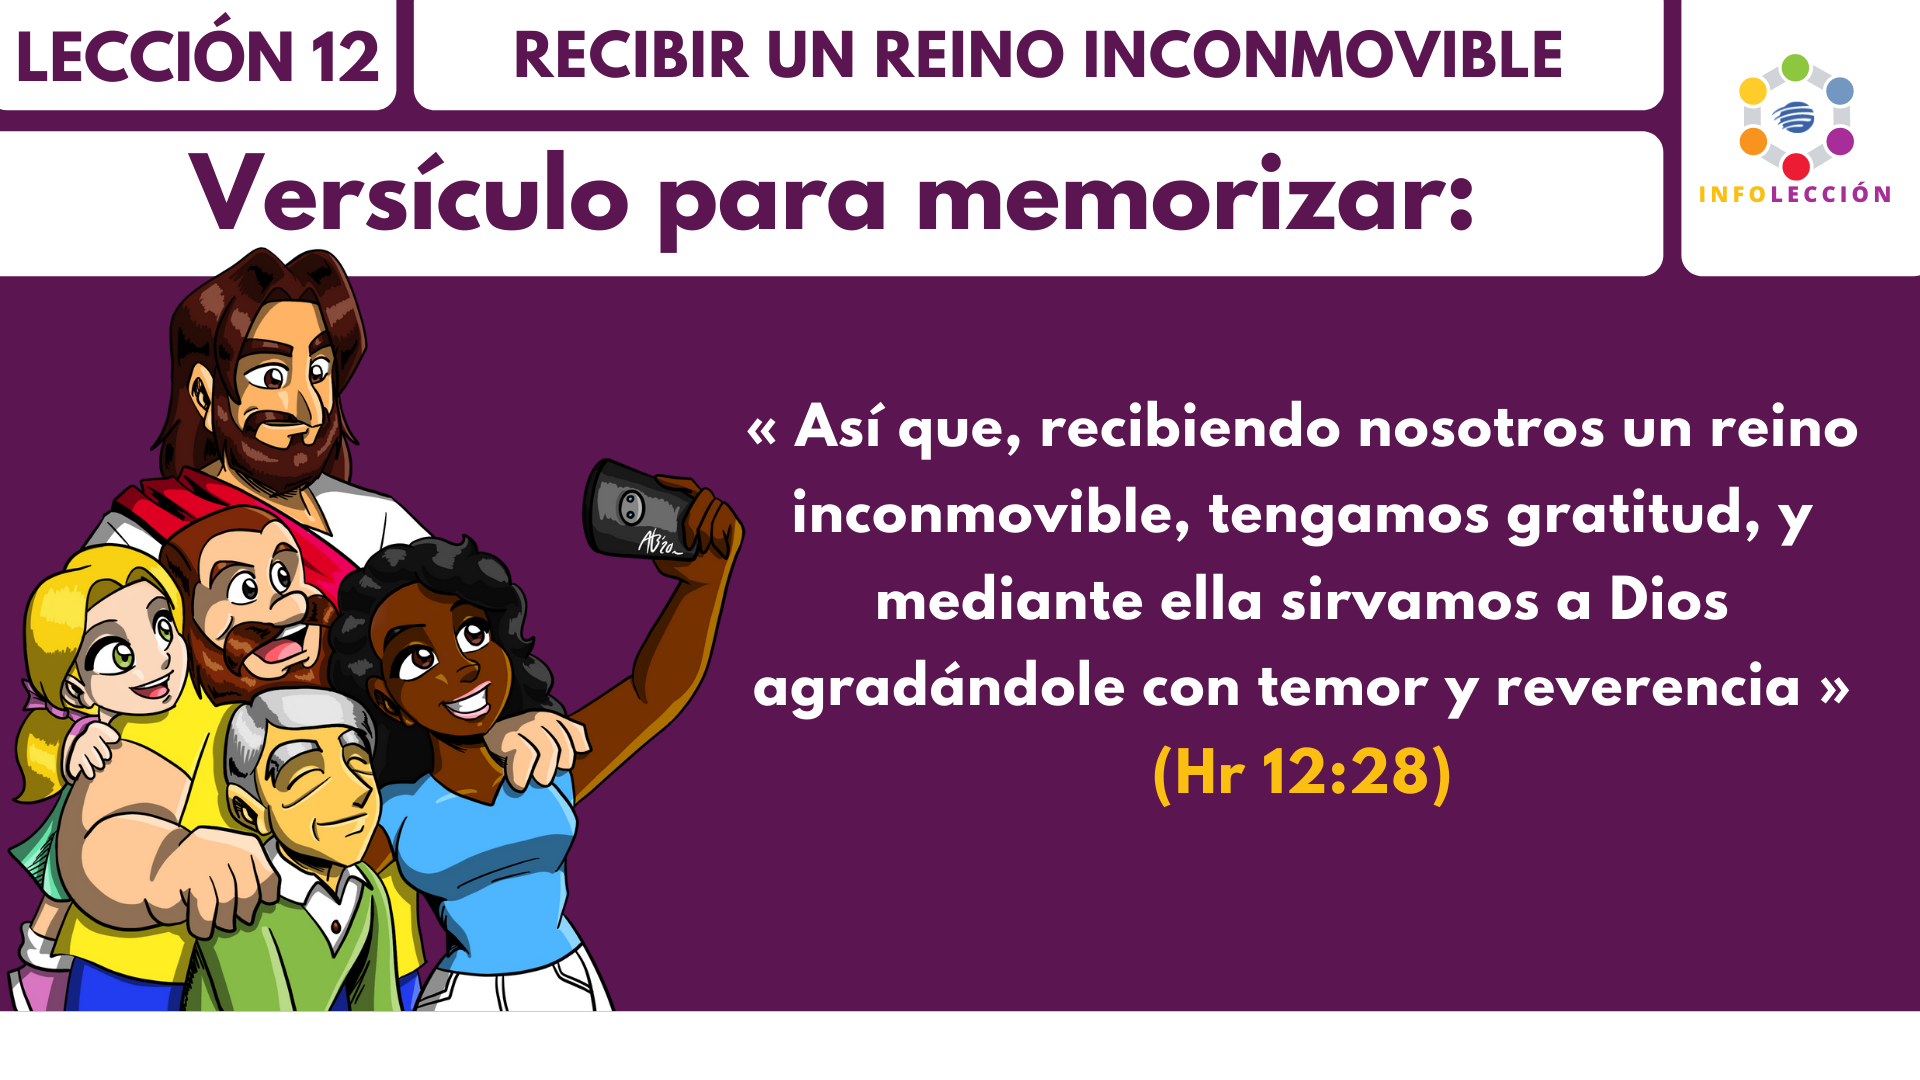 LECCIÓN 12
RECIBIR UN REINO INCONMOVIBLE
INFOLECCIÓN
Versículo para memorizar:
« Así que, recibiendo nosotros un reino
inconmovible, tengamos gratitud, y
mediante ella sirvamos a Dios
agradándole con temor y reverencia »
(Hr 12:28)